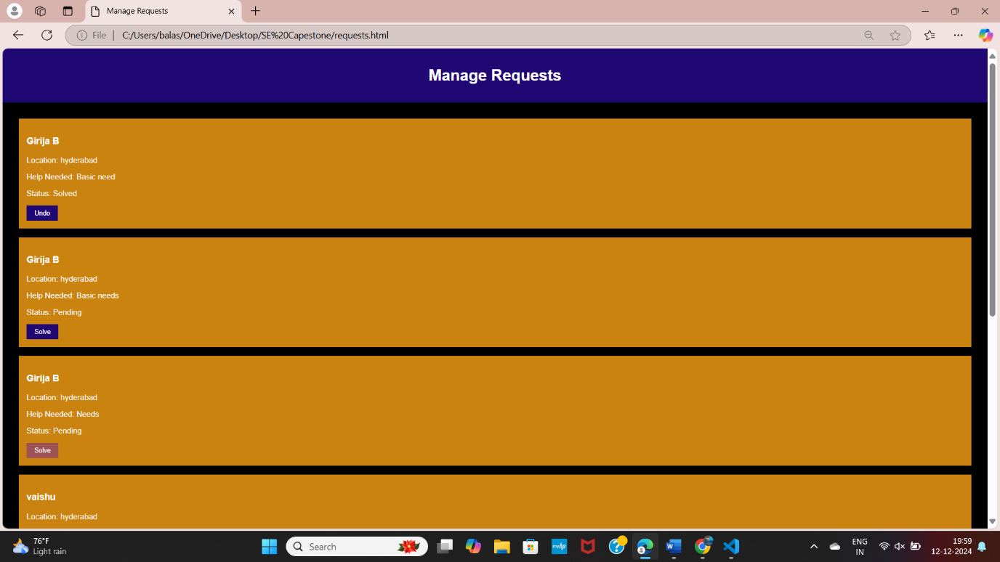 Manage Requests
File
C:/Users/balas/OneDrive/Desktop/SE%20Capestone/requests.html
Manage Requests
Girija B
Location: hyderabad
Help Needed: Basic need
Status: Solved
Undo
Girija B
Location: hyderabad
Help Needed: Basic needs
Status: Pending
Solve
Girija B
Location: hyderabad
Help Needed: Needs
Status: Pending
Solve
vaishu
Location: hyderabad
76°F
Light rain
Search
myhp
W
ENG
IN
19:59
12-12-2024